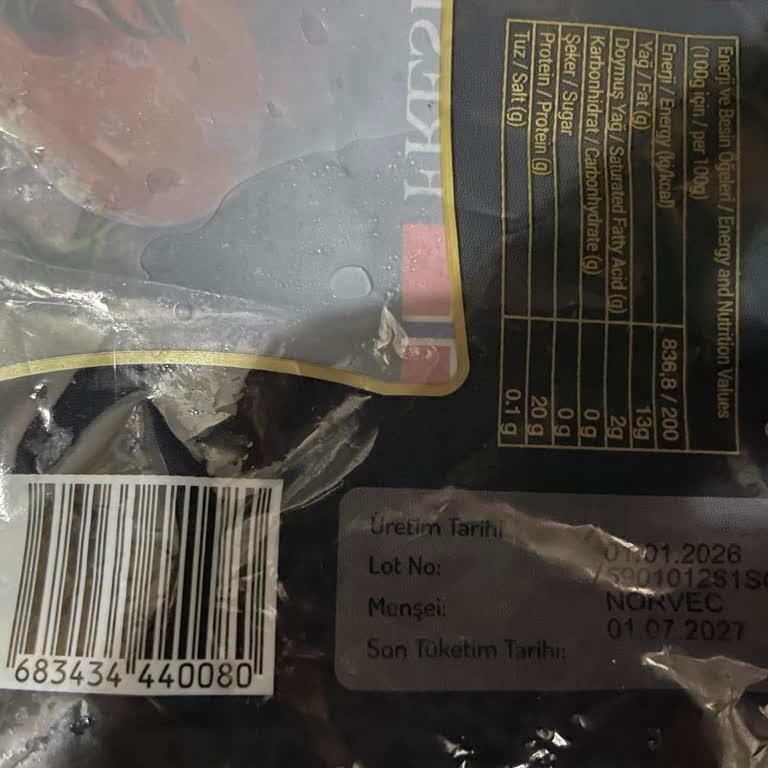 Enerji ve Besin Öğeleri / Energy and Nutrition Values
(100g için / per 100g)
Enerji / Energy (kj/kcal) 836,8 / 200
Yağ / Fat (g) 13g
Doymuş Yağ / Saturated Fatty Acid (g) 2g
Karbonhidrat / Carbonhydrate (g) 0 g
Şeker / Sugar 0 g
Protein / Protein (g) 20 g
Tuz / Salt (g) 0.1 g
Üretim Tarihi 01.01.2026
Lot No:
Menşei: NORVEC
Son Tüketim Tarihi: 01.07.2027
683434 440080